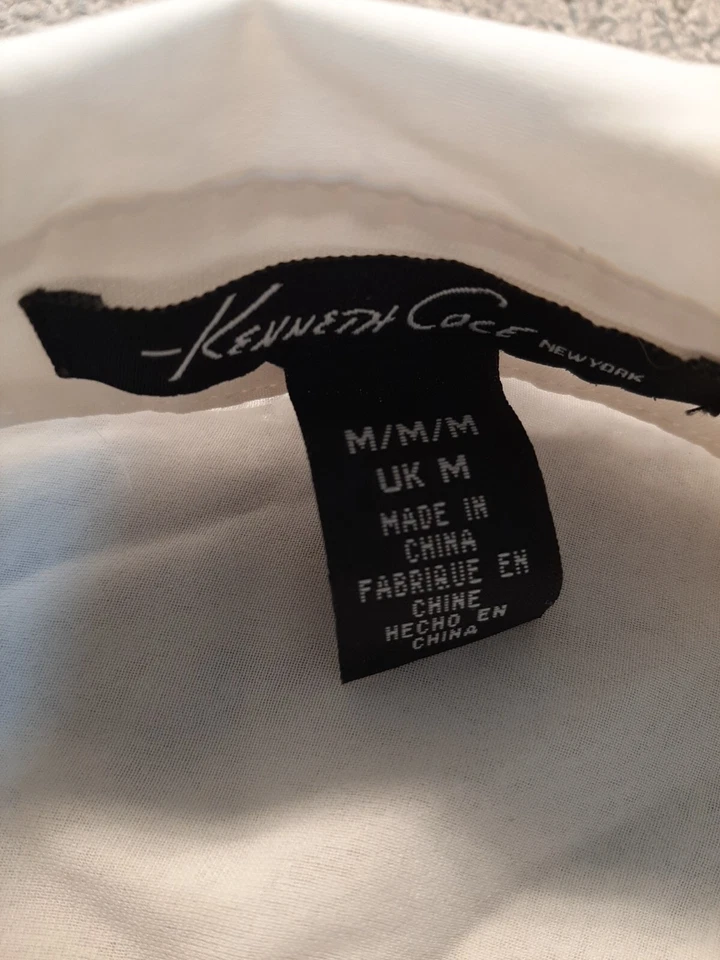 Kenneth Cole NEW YORK
M/M/M
UK M
MADE IN
CHINA
FABRIQUE EN
CHINE
HECHO EN
CHINA